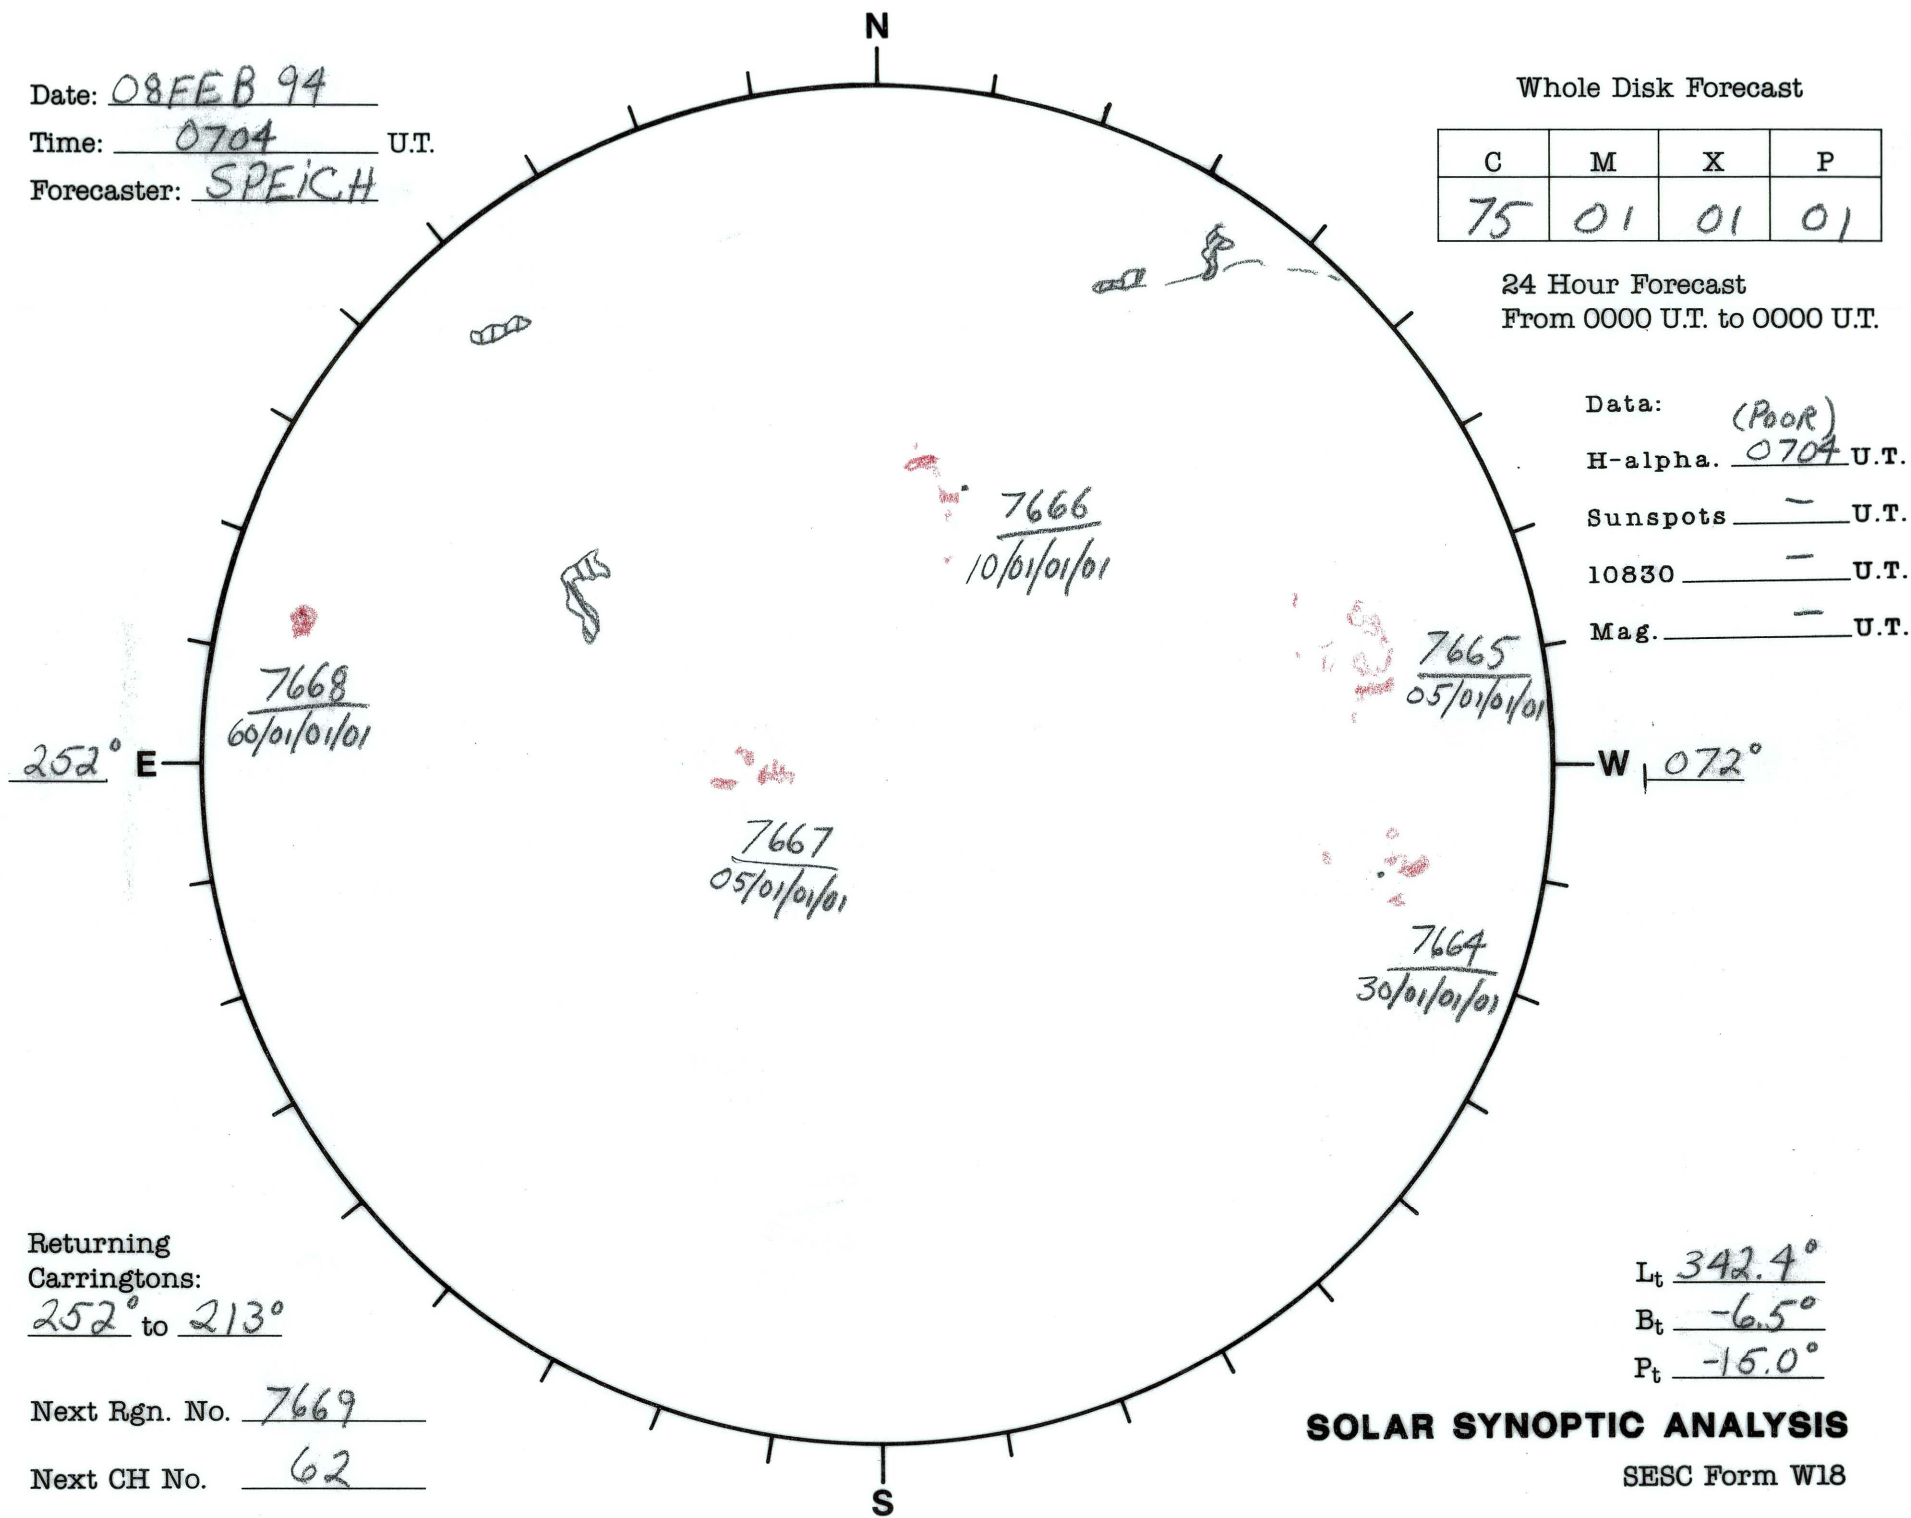 N
Date: 08 FEB 94
Time: 0704 U.T.
Forecaster: SPEICH
Whole Disk Forecast
C M X P
75 01 01 01
24 Hour Forecast
From 0000 U.T. to 0000 U.T.
Data: (POOR)
H-alpha. 0704 U.T.
Sunspots — U.T.
10830 — U.T.
Mag. — U.T.
7666
10/01/01/01
7665
05/01/01/01
7668
60/01/01/01
252° E
W 072°
7667
05/01/01/01
7664
30/01/01/01
Returning
Carringtons:
252° to 213°
Next Rgn. No. 7669
Next CH No. 62
Lt 342.4°
Bt -6.5°
Pt -15.0°
SOLAR SYNOPTIC ANALYSIS
SESC Form W18
S